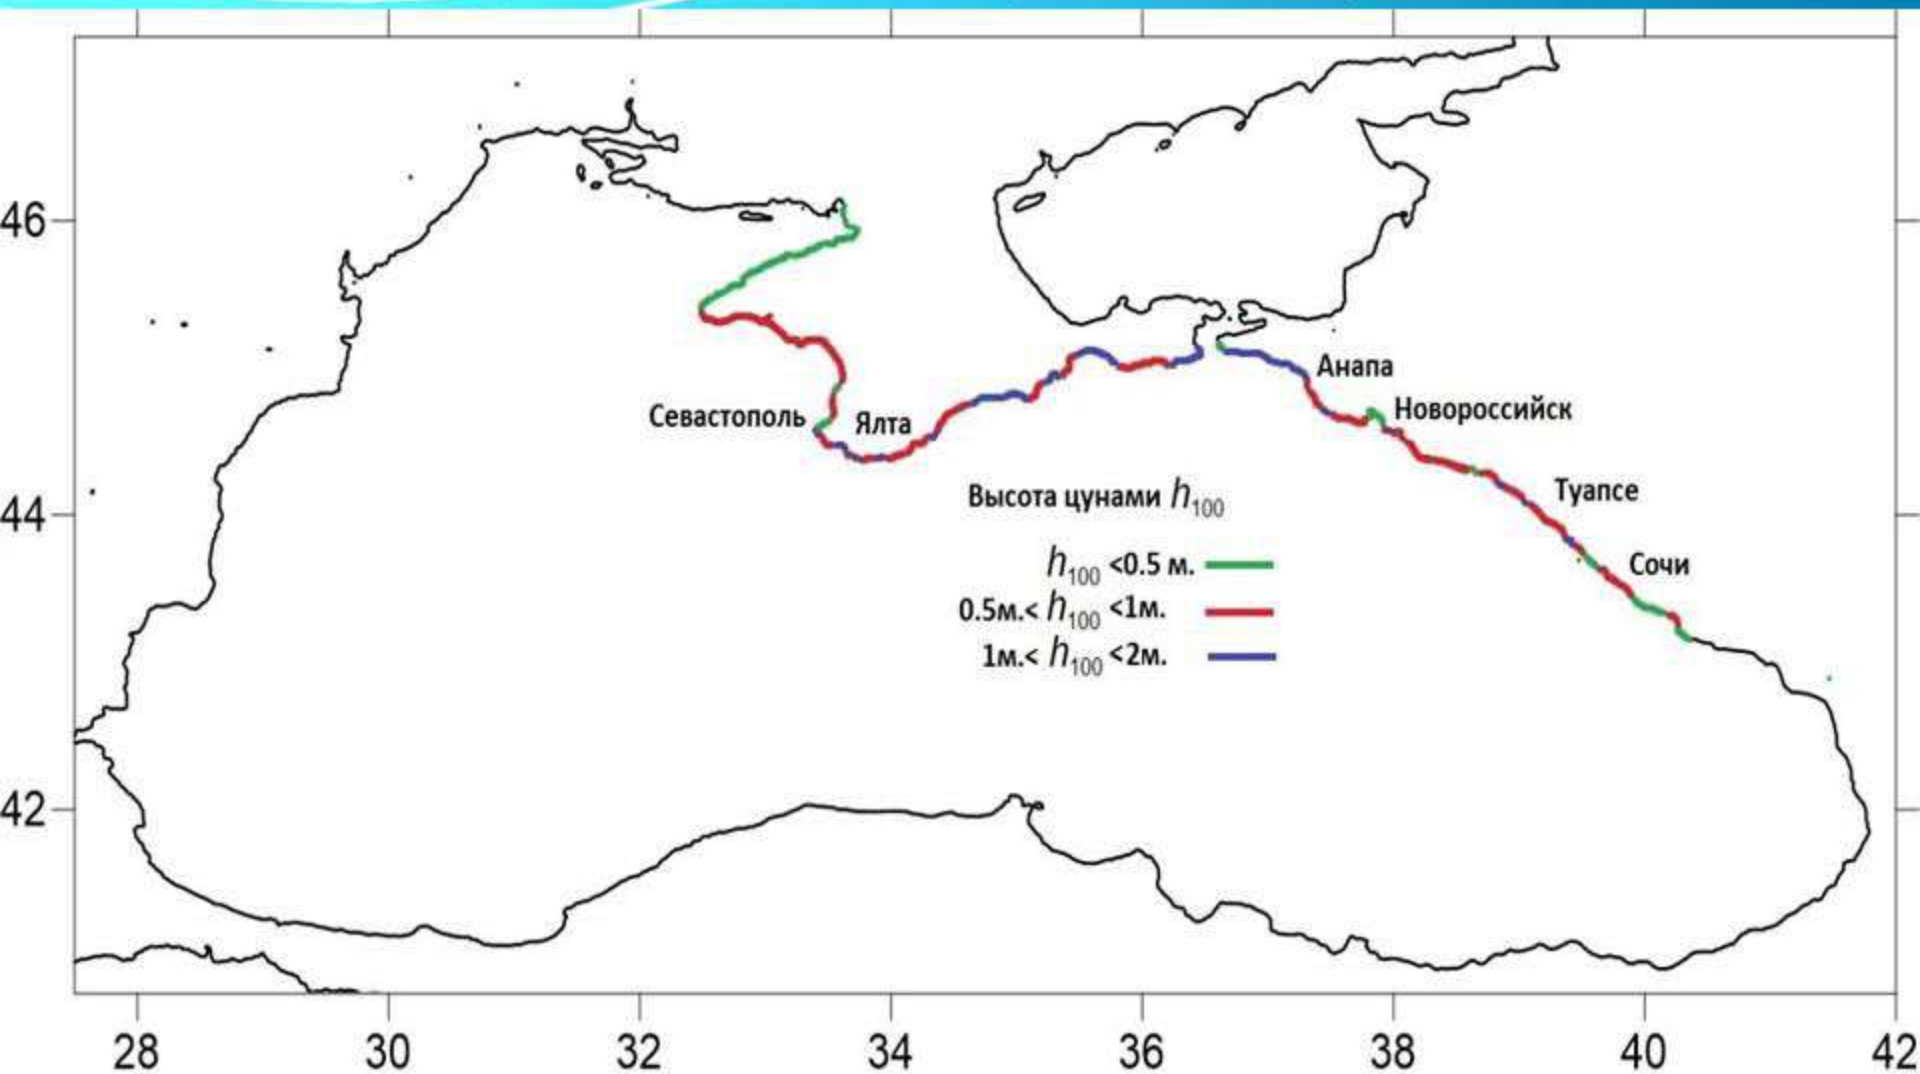 46
Анапа
Новороссийск
Севастополь
Ялта
Высота цунами h100
44
Туапсе
h100 <0.5 м.
Сочи
0.5м.< h100 <1м.
1м.< h100 <2м.
42
28 30 32 34 36 38 40 42